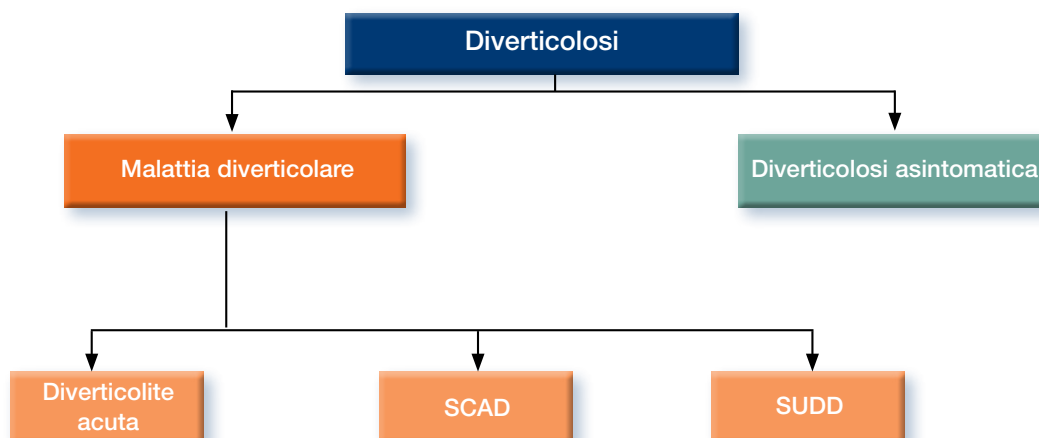 Diverticolosi
Malattia diverticolare
Diverticolosi asintomatica
Diverticolite
acuta
SCAD
SUDD